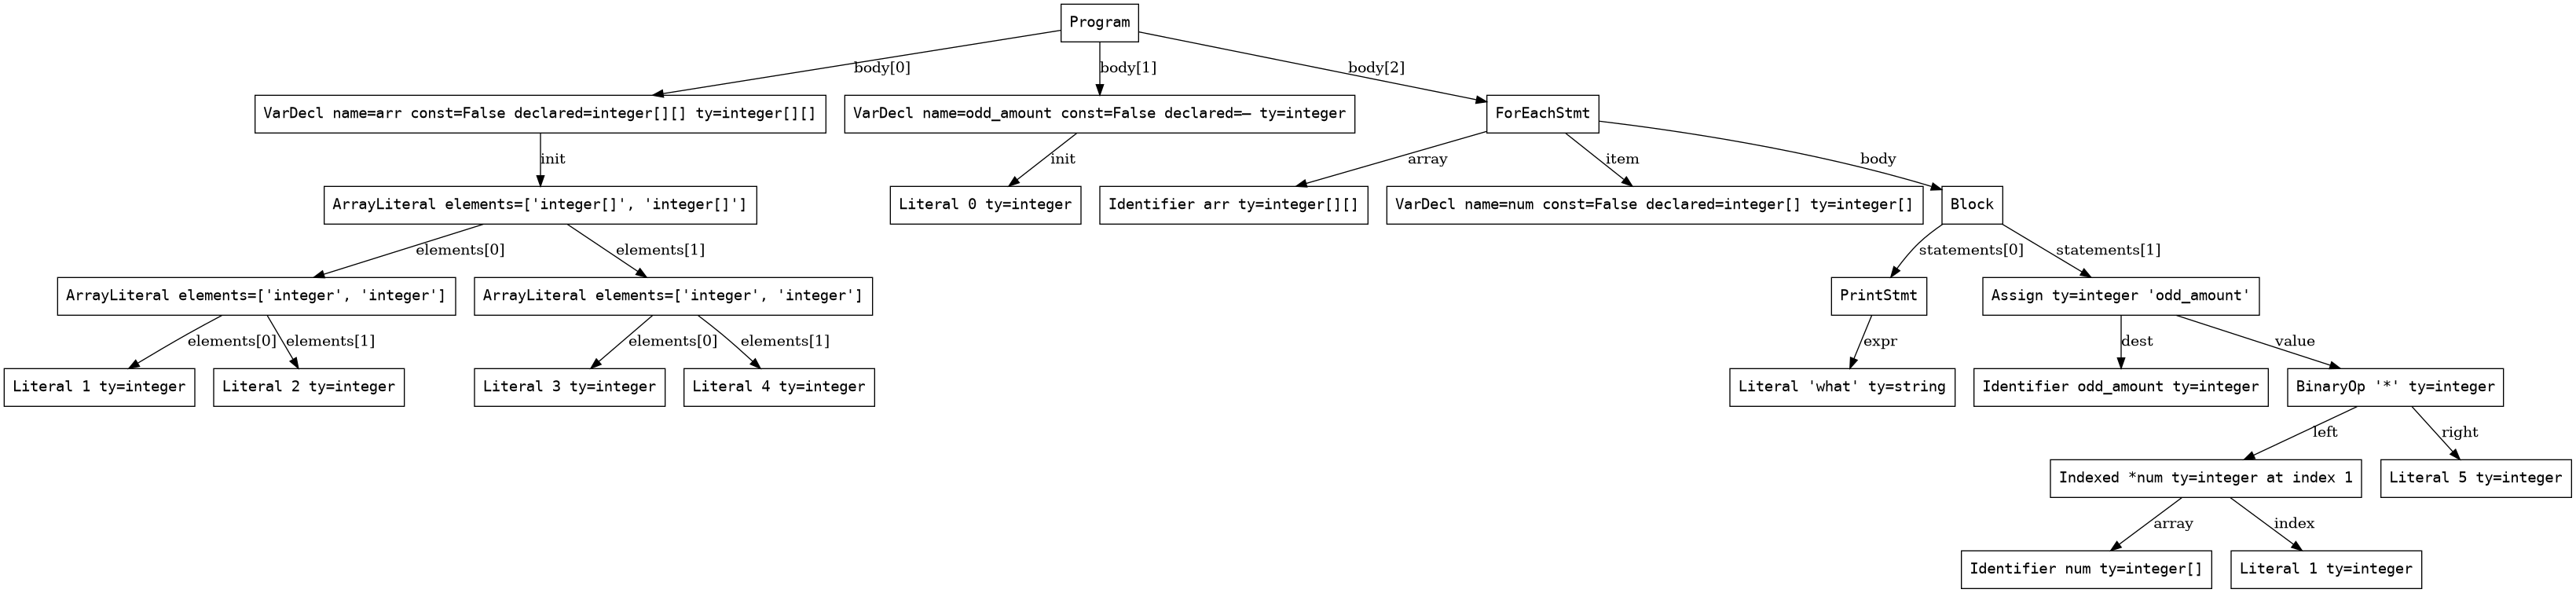 Program
body[0]
body[1]
body[2]
VarDecl name=arr const=False declared=integer[][] ty=integer[][]
VarDecl name=odd_amount const=False declared=— ty=integer
ForEachStmt
init
init
array
item
body
ArrayLiteral elements=['integer[]', 'integer[]']
Literal 0 ty=integer
Identifier arr ty=integer[][]
VarDecl name=num const=False declared=integer[] ty=integer[]
Block
elements[0]
elements[1]
statements[0]
statements[1]
ArrayLiteral elements=['integer', 'integer']
ArrayLiteral elements=['integer', 'integer']
PrintStmt
Assign ty=integer 'odd_amount'
elements[0]
elements[1]
elements[0]
elements[1]
expr
dest
value
Literal 1 ty=integer
Literal 2 ty=integer
Literal 3 ty=integer
Literal 4 ty=integer
Literal 'what' ty=string
Identifier odd_amount ty=integer
BinaryOp '*' ty=integer
left
right
Indexed *num ty=integer at index 1
Literal 5 ty=integer
array
index
Identifier num ty=integer[]
Literal 1 ty=integer